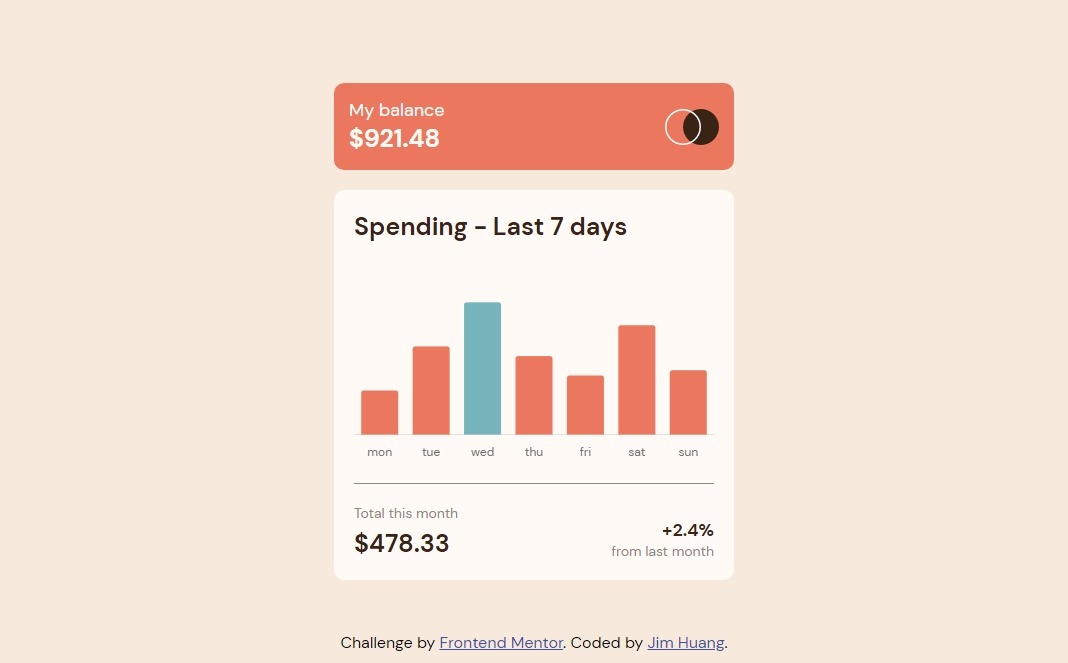 My balance
$921.48
Spending - Last 7 days
mon tue wed thu fri sat sun
Total this month
$478.33
+2.4%
from last month
Challenge by Frontend Mentor. Coded by Jim Huang.